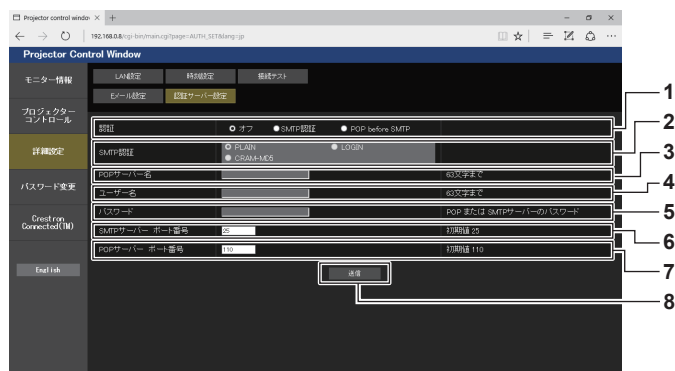 Projector control windov × +
192.168.0.8/cgi-bin/main.cgi?page=AUTH_SET&lang=jp
Projector Control Window
モニター情報
プロジェクター
コントロール
詳細設定
パスワード変更
Crestron
Connected(TM)
English
LAN設定 時刻設定 接続テスト
Eメール設定 認証サーバー設定
認証 オフ SMTP認証 POP before SMTP
SMTP認証 PLAIN LOGIN
CRAM-MD5
POPサーバー名 63文字まで
ユーザー名 63文字まで
パスワード POP または SMTPサーバーのパスワード
SMTPサーバー ポート番号 25 初期値 25
POPサーバー ポート番号 110 初期値 110
送信
1
2
3
4
5
6
7
8